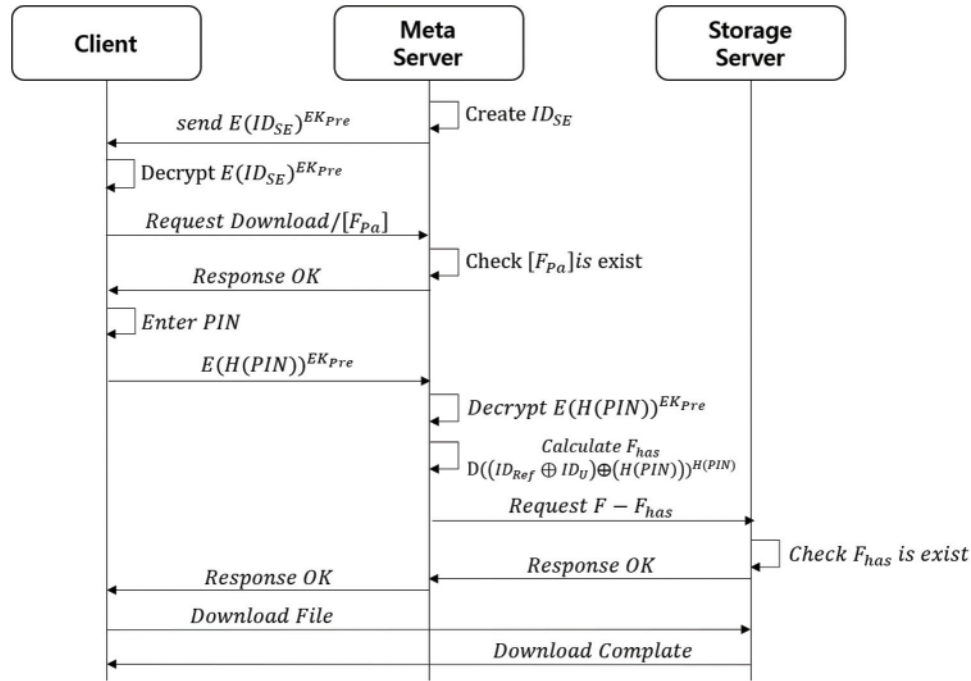 Client
Meta
Server
Storage
Server
Create ID_SE
send E(ID_SE)^EK_Pre
Decrypt E(ID_SE)^EK_Pre
Request Download/[F_Pa]
Check [F_Pa]is exist
Response OK
Enter PIN
E(H(PIN))^EK_Pre
Decrypt E(H(PIN))^EK_Pre
Calculate F_has
D((ID_Ref ⊕ ID_U)⊕(H(PIN)))^H(PIN)
Request F − F_has
Check F_has is exist
Response OK
Response OK
Download File
Download Complate